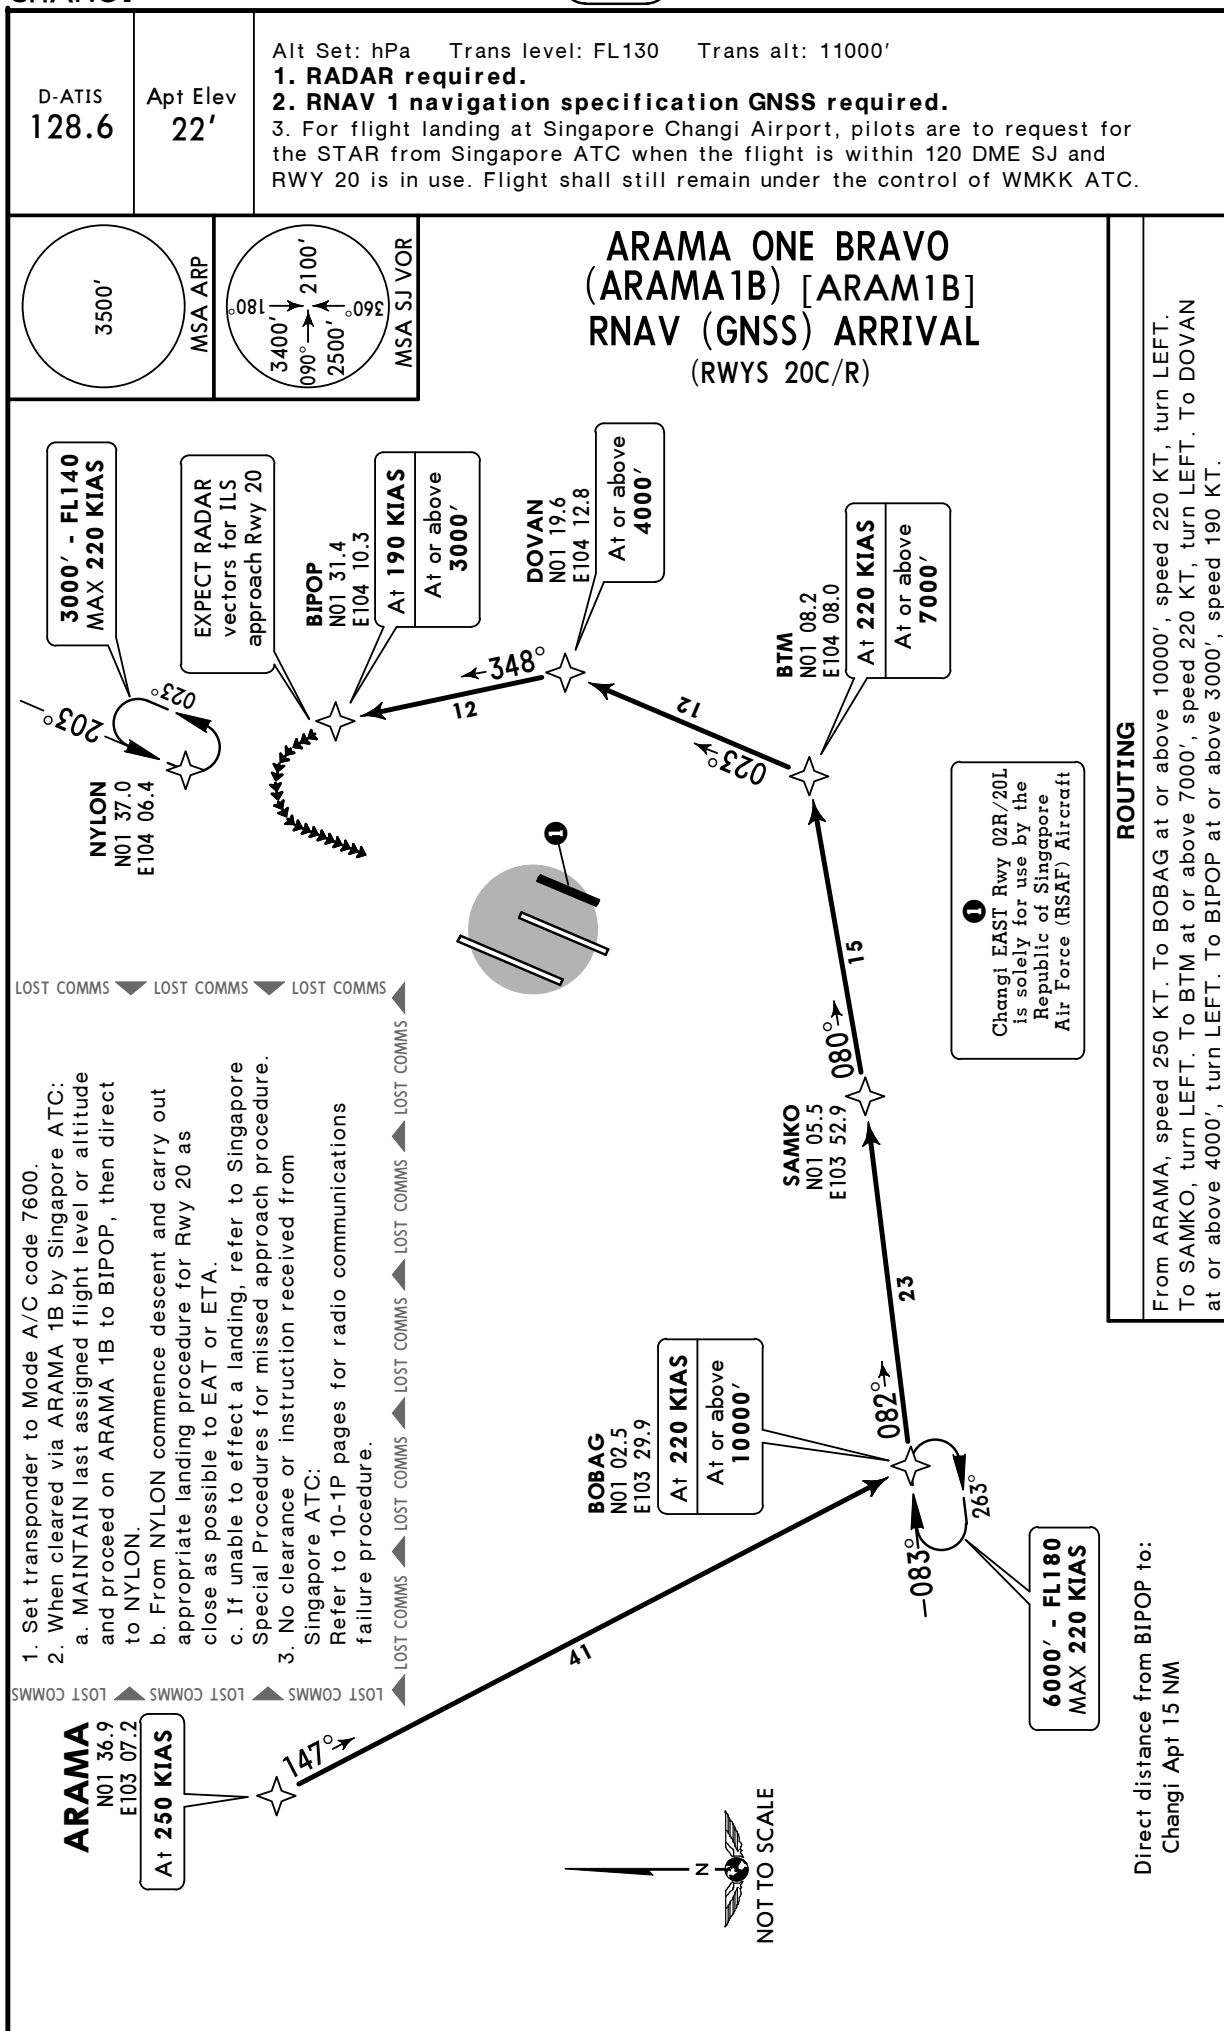 D-ATIS
128.6
Apt Elev
22'
Alt Set: hPa Trans level: FL130 Trans alt: 11000'
1. RADAR required.
2. RNAV 1 navigation specification GNSS required.
3. For flight landing at Singapore Changi Airport, pilots are to request for
the STAR from Singapore ATC when the flight is within 120 DME SJ and
RWY 20 is in use. Flight shall still remain under the control of WMKK ATC.
3500'
MSA ARP
180°
2100'
360°
3400'
090°
2500'
MSA SJ VOR
ARAMA ONE BRAVO
(ARAMA1B) [ARAM1B]
RNAV (GNSS) ARRIVAL
(RWYS 20C/R)
3000' - FL140
MAX 220 KIAS
203°
023°
NYLON
N01 37.0
E104 06.4
EXPECT RADAR
vectors for ILS
approach Rwy 20
BIPOP
N01 31.4
E104 10.3
At 190 KIAS
At or above
3000'
348°
12
DOVAN
N01 19.6
E104 12.8
At or above
4000'
12
023°
BTM
N01 08.2
E104 08.0
At 220 KIAS
At or above
7000'
1
1
Changi EAST Rwy 02R/20L
is solely for use by the
Republic of Singapore
Air Force (RSAF) Aircraft
15
080°
SAMKO
N01 05.5
E103 52.9
23
082°
BOBAG
N01 02.5
E103 29.9
At 220 KIAS
At or above
10000'
083°
263°
6000' - FL180
MAX 220 KIAS
41
147°
ARAMA
N01 36.9
E103 07.2
At 250 KIAS
LOST COMMS LOST COMMS LOST COMMS
LOST COMMS LOST COMMS LOST COMMS LOST COMMS LOST COMMS
LOST COMMS LOST COMMS LOST COMMS
1. Set transponder to Mode A/C code 7600.
2. When cleared via ARAMA 1B by Singapore ATC:
a. MAINTAIN last assigned flight level or altitude
and proceed on ARAMA 1B to BIPOP, then direct
to NYLON.
b. From NYLON commence descent and carry out
appropriate landing procedure for Rwy 20 as
close as possible to EAT or ETA.
c. If unable to effect a landing, refer to Singapore
Special Procedures for missed approach procedure.
3. No clearance or instruction received from
Singapore ATC:
Refer to 10-1P pages for radio communications
failure procedure.
N
NOT TO SCALE
Direct distance from BIPOP to:
Changi Apt 15 NM
ROUTING
From ARAMA, speed 250 KT. To BOBAG at or above 10000', speed 220 KT, turn LEFT.
To SAMKO, turn LEFT. To BTM at or above 7000', speed 220 KT, turn LEFT. To DOVAN
at or above 4000', turn LEFT. To BIPOP at or above 3000', speed 190 KT.